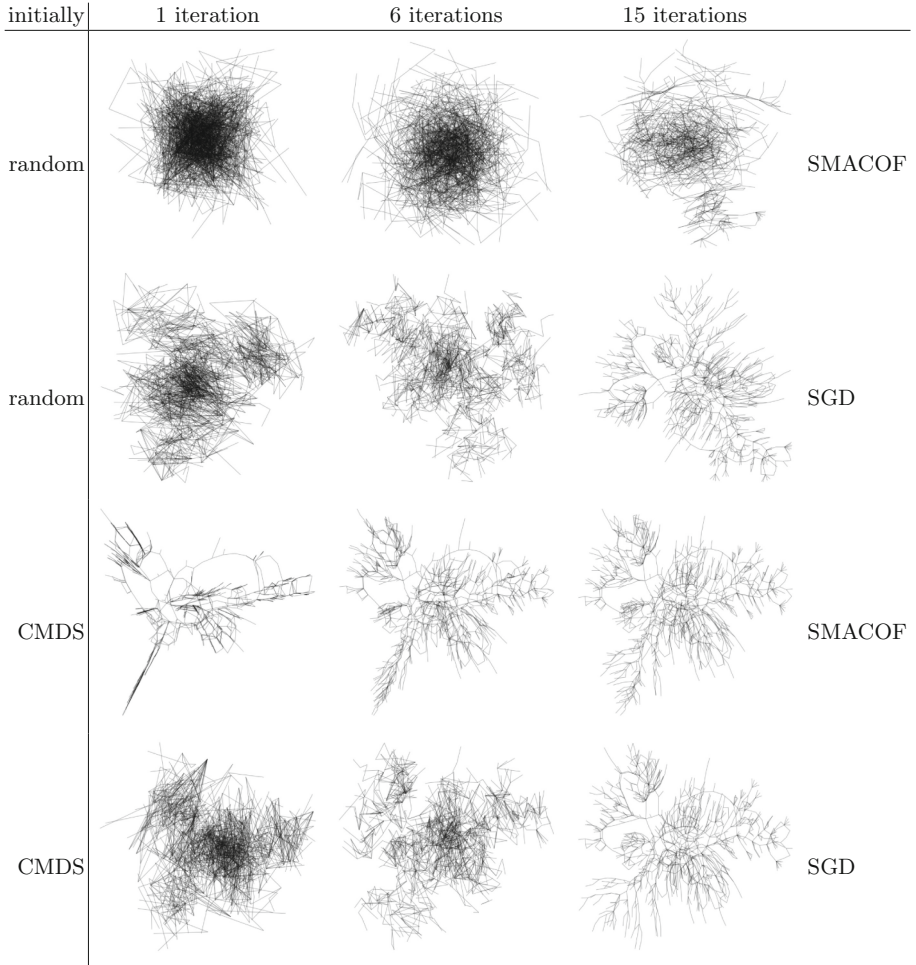 initially 1 iteration 6 iterations 15 iterations
random SMACOF
random SGD
CMDS SMACOF
CMDS SGD